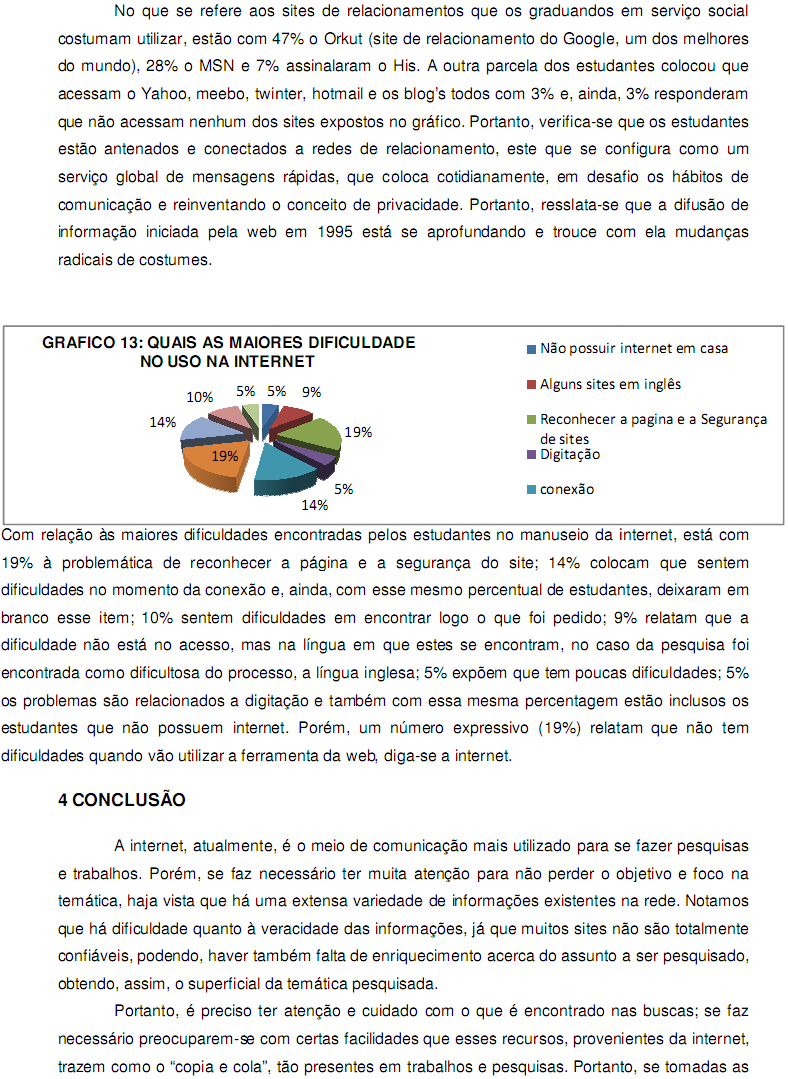 No que se refere aos sites de relacionamentos que os graduandos em serviço social
costumam utilizar, estão com 47% o Orkut (site de relacionamento do Google, um dos melhores
do mundo), 28% o MSN e 7% assinalaram o His. A outra parcela dos estudantes colocou que
acessam o Yahoo, meebo, twinter, hotmail e os blog's todos com 3% e, ainda, 3% responderam
que não acessam nenhum dos sites expostos no gráfico. Portanto, verifica-se que os estudantes
estão antenados e conectados a redes de relacionamento, este que se configura como um
serviço global de mensagens rápidas, que coloca cotidianamente, em desafio os hábitos de
comunicação e reinventando o conceito de privacidade. Portanto, resslata-se que a difusão de
informação iniciada pela web em 1995 está se aprofundando e trouce com ela mudanças
radicais de costumes.
GRAFICO 13: QUAIS AS MAIORES DIFICULDADE
NO USO NA INTERNET
5%
9%
19%
5%
14%
19%
14%
10%
5%
Não possuir internet em casa
Alguns sites em inglês
Reconhecer a pagina e a Segurança
de sites
Digitação
conexão
Com relação às maiores dificuldades encontradas pelos estudantes no manuseio da internet, está com
19% à problemática de reconhecer a página e a segurança do site; 14% colocam que sentem
dificuldades no momento da conexão e, ainda, com esse mesmo percentual de estudantes, deixaram em
branco esse item; 10% sentem dificuldades em encontrar logo o que foi pedido; 9% relatam que a
dificuldade não está no acesso, mas na língua em que estes se encontram, no caso da pesquisa foi
encontrada como dificultosa do processo, a língua inglesa; 5% expõem que tem poucas dificuldades; 5%
os problemas são relacionados a digitação e também com essa mesma percentagem estão inclusos os
estudantes que não possuem internet. Porém, um número expressivo (19%) relatam que não tem
dificuldades quando vão utilizar a ferramenta da web, diga-se a internet.
4 CONCLUSÃO
A internet, atualmente, é o meio de comunicação mais utilizado para se fazer pesquisas
e trabalhos. Porém, se faz necessário ter muita atenção para não perder o objetivo e foco na
temática, haja vista que há uma extensa variedade de informações existentes na rede. Notamos
que há dificuldade quanto à veracidade das informações, já que muitos sites não são totalmente
confiáveis, podendo, haver também falta de enriquecimento acerca do assunto a ser pesquisado,
obtendo, assim, o superficial da temática pesquisada.
Portanto, é preciso ter atenção e cuidado com o que é encontrado nas buscas; se faz
necessário preocuparem-se com certas facilidades que esses recursos, provenientes da internet,
trazem como o “copia e cola”, tão presentes em trabalhos e pesquisas. Portanto, se tomadas as